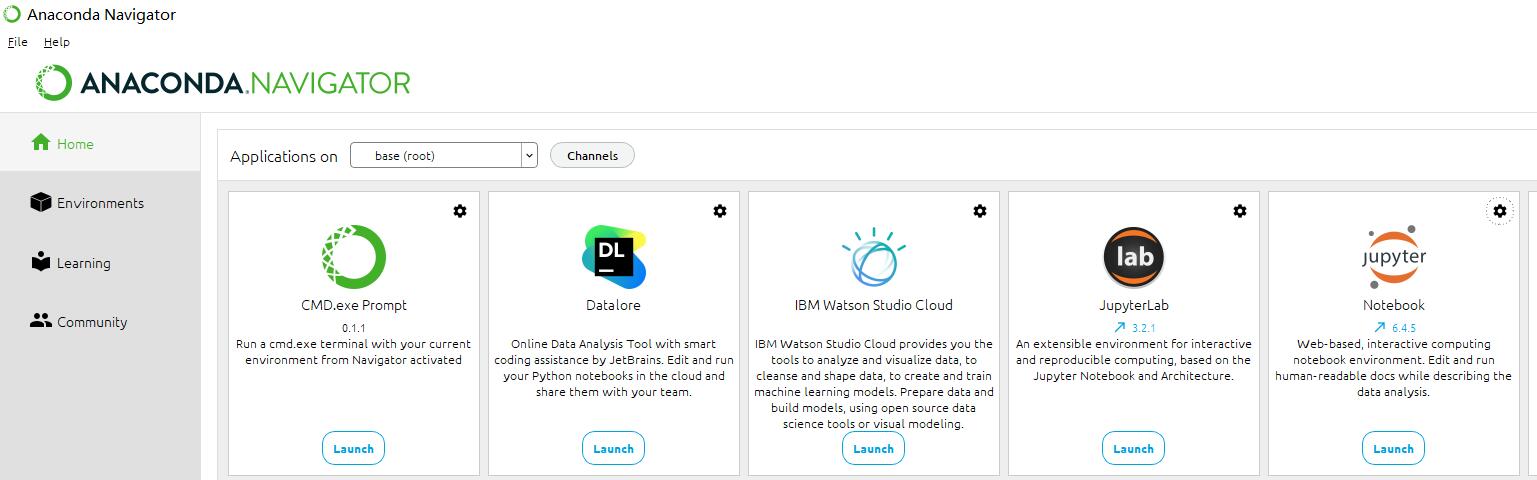 Anaconda Navigator
File Help
ANACONDA.NAVIGATOR
Home
Environments
Learning
Community
Applications on base (root) Channels
CMD.exe Prompt
0.1.1
Run a cmd.exe terminal with your current
environment from Navigator activated
Launch
DL
Datalore
Online Data Analysis Tool with smart
coding assistance by JetBrains. Edit and run
your Python notebooks in the cloud and
share them with your team.
Launch
IBM Watson Studio Cloud
IBM Watson Studio Cloud provides you the
tools to analyze and visualize data, to
cleanse and shape data, to create and train
machine learning models. Prepare data and
build models, using open source data
science tools or visual modeling.
Launch
lab
JupyterLab
3.2.1
An extensible environment for interactive
and reproducible computing, based on the
Jupyter Notebook and Architecture.
Launch
jupyter
Notebook
6.4.5
Web-based, interactive computing
notebook environment. Edit and run
human-readable docs while describing the
data analysis.
Launch